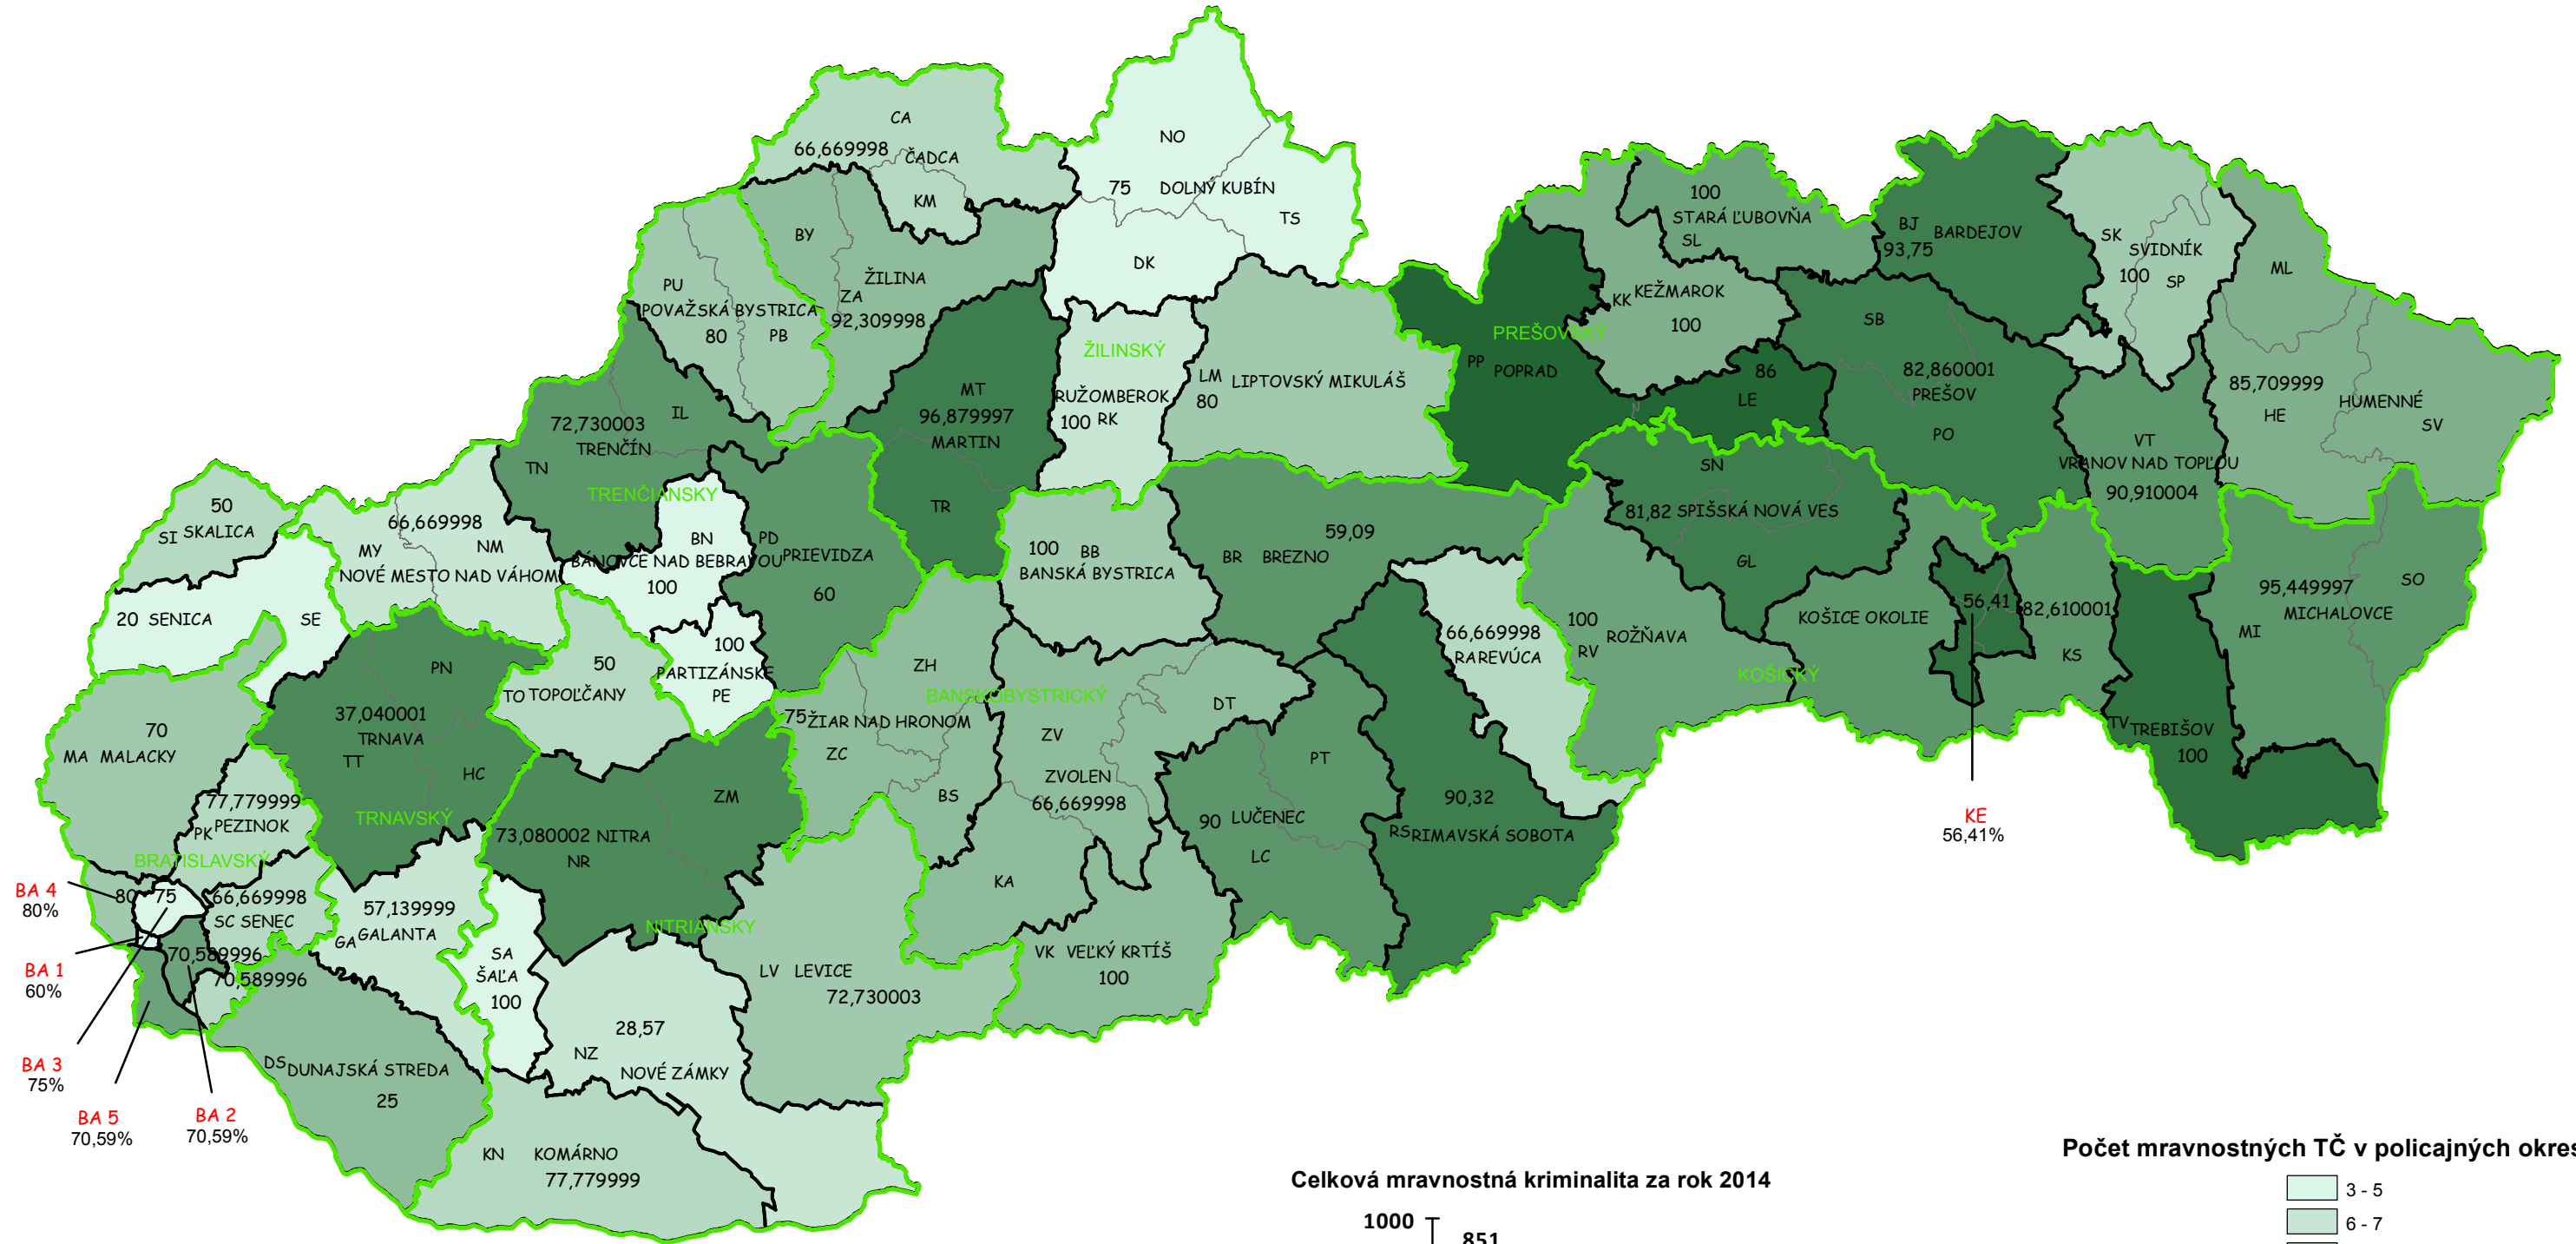 CA
66,669998
ČADCA
KM
NO
75 DOLNÝ KUBÍN
TS
DK
BY
ŽILINA
ZA
92,309998
PU
POVAŽSKÁ BYSTRICA
80 PB
100
STARÁ ĽUBOVŇA
SL
BJ BARDEJOV
93,75
SK
SVIDNÍK
100 SP
ML
KK KEŽMAROK
100
PREŠOVSKÝ
PP POPRAD
86
LE
SB
82,860001
PREŠOV
PO
85,709999
HUMENNÉ
HE
SV
VT
VRANOV NAD TOPĽOU
90,910004
ŽILINSKÝ
RUŽOMBEROK
100 RK
LM LIPTOVSKÝ MIKULÁŠ
80
MT
96,879997
MARTIN
TR
IL
72,730003
TRENČÍN
TN
TRENČIANSKY
50
SI SKALICA
66,669998
MY
NM
NOVÉ MESTO NAD VÁHOM
BN
BÁNOVCE NAD BEBRAVOU
100
PD
PRIEVIDZA
60
100 BB
BANSKÁ BYSTRICA
59,09
BR BREZNO
SN
81,82 SPIŠSKÁ NOVÁ VES
GL
20 SENICA
SE
100
PARTIZÁNSKE
PE
50
TO TOPOĽČANY
PN
37,040001
TRNAVA
TT
HC
TRNAVSKÝ
ZH
BANSKOBYSTRICKÝ
75 ŽIAR NAD HRONOM
ZC
BS
DT
ZV
ZVOLEN
66,669998
KA
PT
90 LUČENEC
LC
66,669998
RAREVÚCA
100
ROŽŇAVA
RV
KOŠICE OKOLIE
56,41
82,610001
KS
KOŠICKÝ
95,449997
MICHALOVCE
MI
SO
TV TREBIŠOV
100
90,32
RS RIMAVSKÁ SOBOTA
KE
56,41%
70
MA MALACKY
77,779999
PEZINOK
PK
BRATISLAVSKÝ
80 75
66,669998
SC SENEC
57,139999
GA GALANTA
70,589996
70,589996
ZM
73,080002 NITRA
NR
NITRIANSKY
SA
ŠAĽA
100
LV LEVICE
72,730003
VK VEĽKÝ KRTÍŠ
100
28,57
NZ
NOVÉ ZÁMKY
DS DUNAJSKÁ STREDA
25
KN KOMÁRNO
77,779999
BA 4
80%
BA 1
60%
BA 3
75%
BA 5
70,59%
BA 2
70,59%
Celková mravnostná kriminalita za rok 2014
1000
851
Počet mravnostných TČ v policajných okres
3 - 5
6 - 7